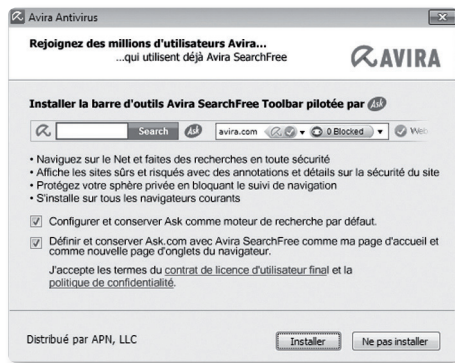 Avira Antivirus
Rejoignez des millions d'utilisateurs Avira...
...qui utilisent déjà Avira SearchFree
AVIRA
Installer la barre d'outils Avira SearchFree Toolbar pilotée par Ask
Search Ask avira.com 0 Blocked Web
• Naviguez sur le Net et faites des recherches en toute sécurité
• Affiche les sites sûrs et risqués avec des annotations et détails sur la sécurité du site
• Protégez votre sphère privée en bloquant le suivi de navigation
• S'installe sur tous les navigateurs courants
Configurer et conserver Ask comme moteur de recherche par défaut.
Définir et conserver Ask.com avec Avira SearchFree comme ma page d'accueil et
comme nouvelle page d'onglets du navigateur.
J'accepte les termes du contrat de licence d'utilisateur final et la
politique de confidentialité.
Distribué par APN, LLC
Installer
Ne pas installer